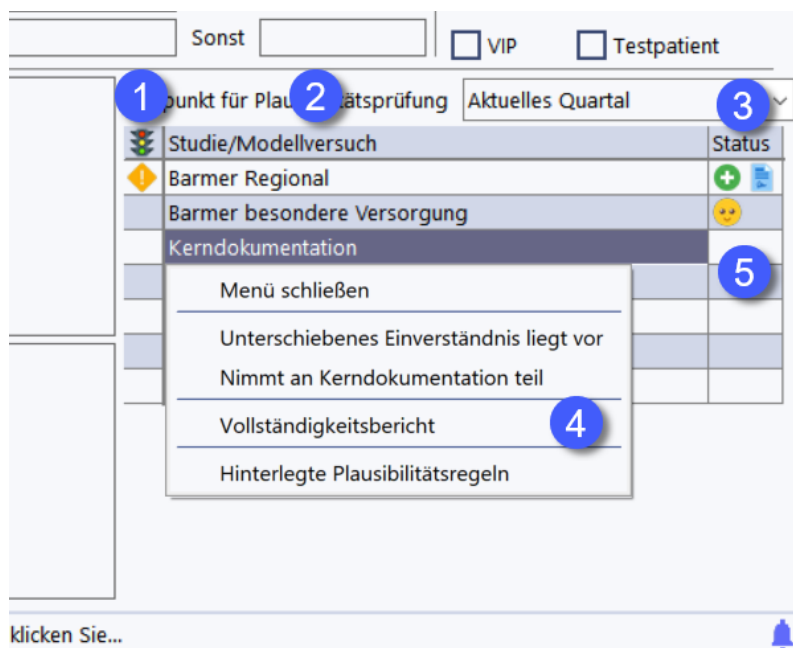 Sonst
VIP
Testpatient
1
punkt für Plau
2
tätsprüfung
Aktuelles Quartal
3
Studie/Modellversuch
Status
Barmer Regional
Barmer besondere Versorgung
Kerndokumentation
5
Menü schließen
Unterschiebenes Einverständnis liegt vor
Nimmt an Kerndokumentation teil
Vollständigkeitsbericht
4
Hinterlegte Plausibilitätsregeln
klicken Sie...